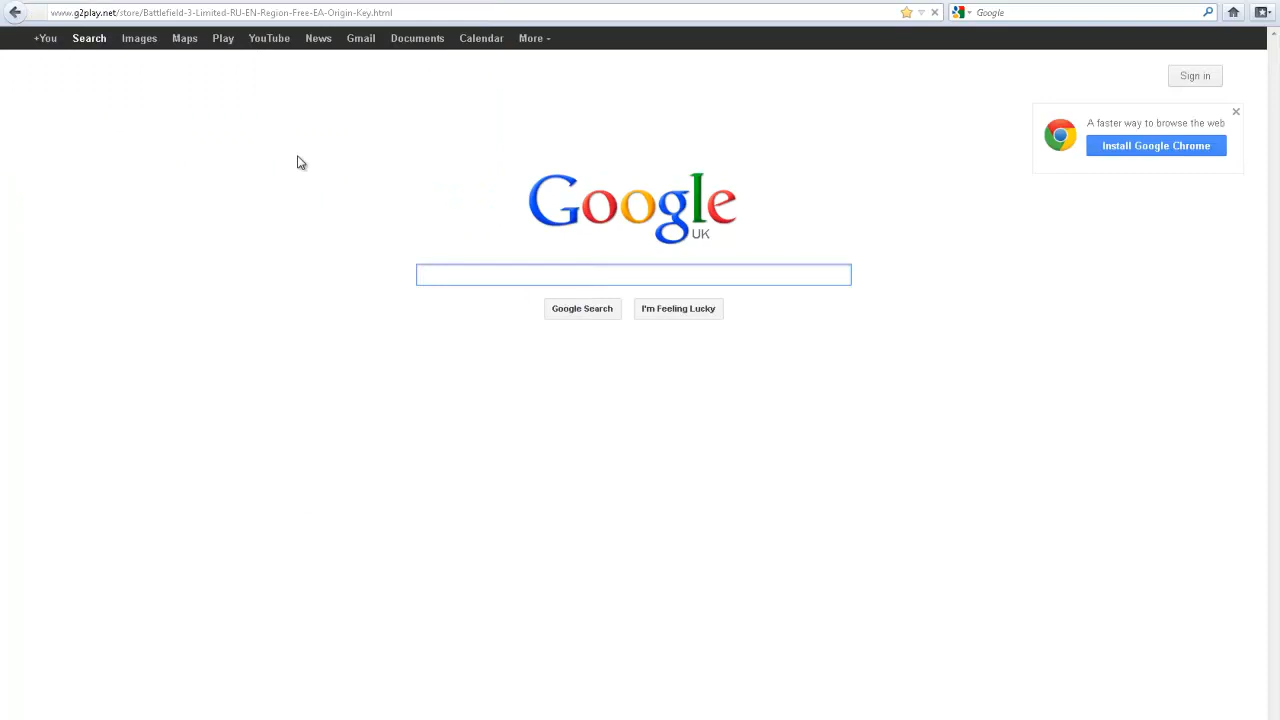 www.g2play.net/store/Battlefield-3-Limited-RU-EN-Region-Free-EA-Origin-Key.html
Google
+You Search Images Maps Play YouTube News Gmail Documents Calendar More
Sign in
A faster way to browse the web
Install Google Chrome
Google
UK
Google Search I'm Feeling Lucky